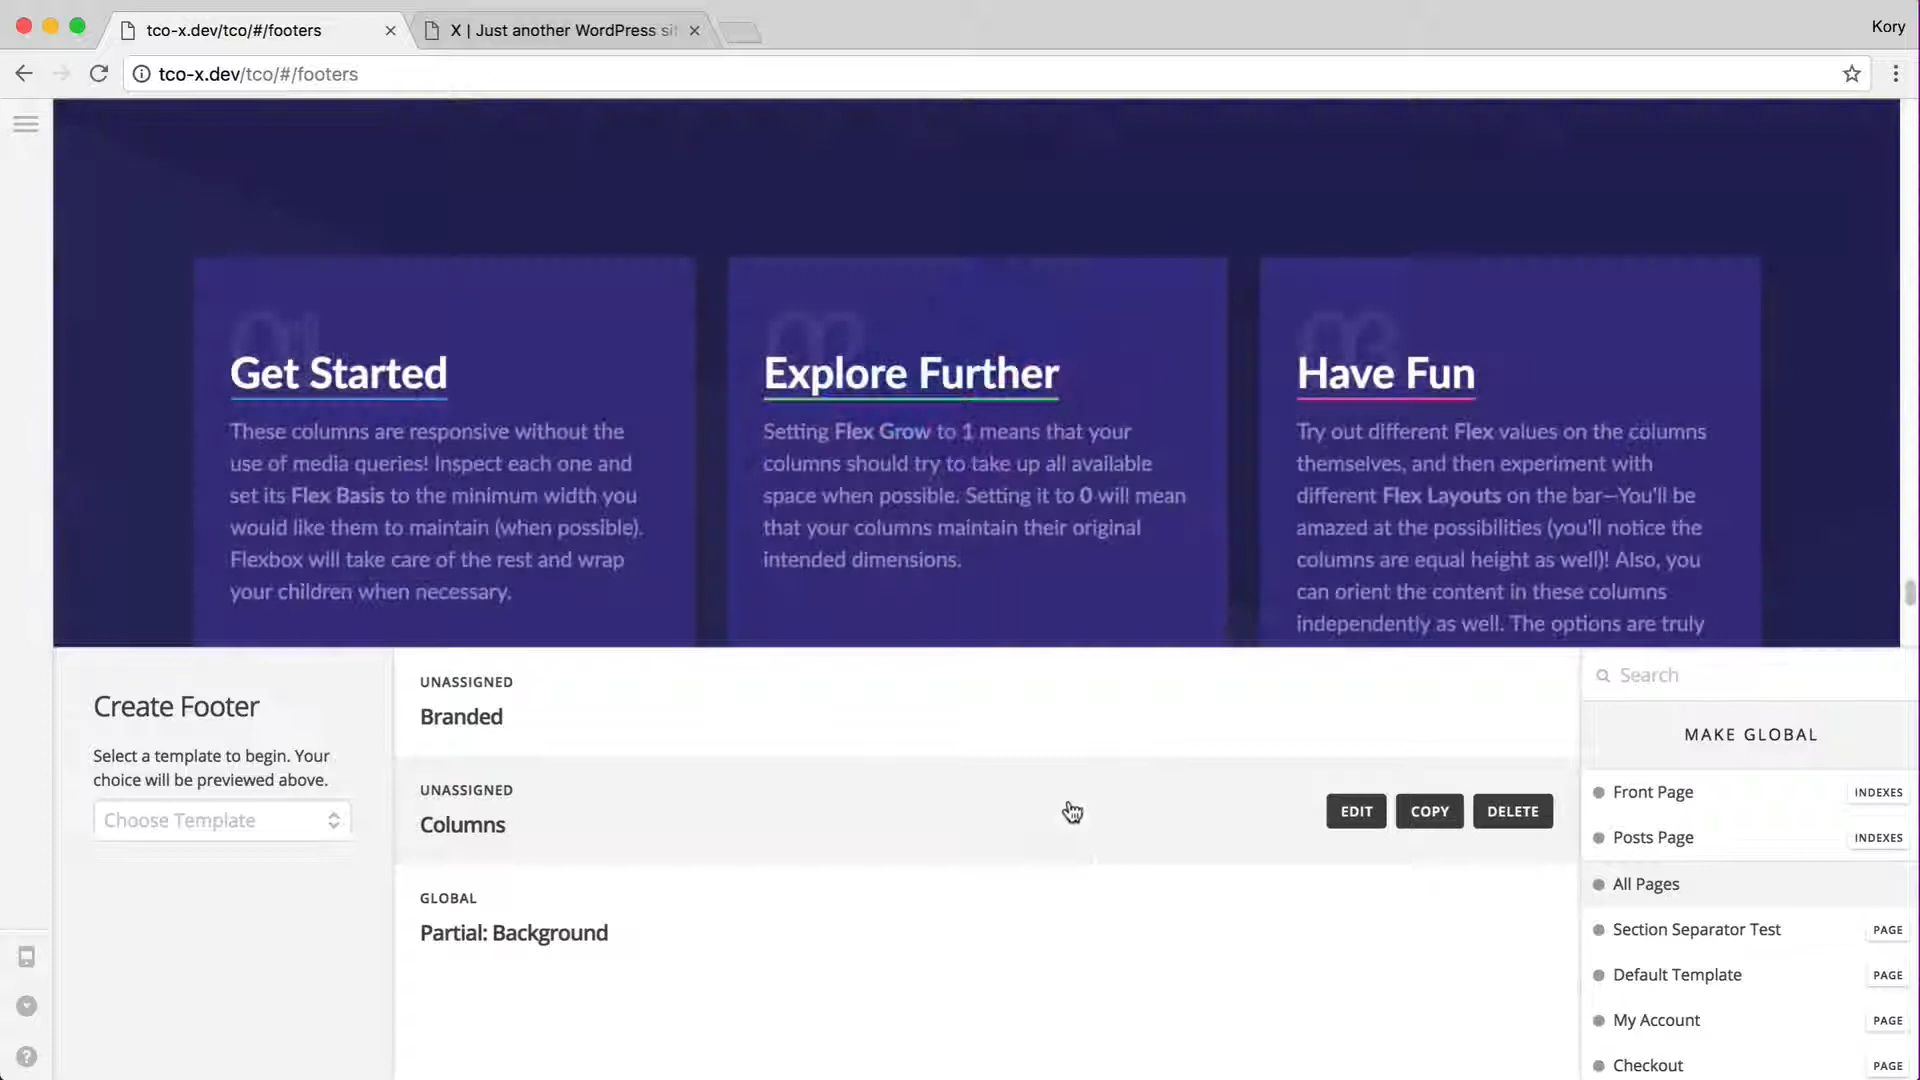 tco-x.dev/tco/#/footers
X | Just another WordPress sit
Kory
tco-x.dev/tco/#/footers
01
02
03
Get Started
Explore Further
Have Fun
These columns are responsive without the
use of media queries! Inspect each one and
set its Flex Basis to the minimum width you
would like them to maintain (when possible).
Flexbox will take care of the rest and wrap
your children when necessary.
Setting Flex Grow to 1 means that your
columns should try to take up all available
space when possible. Setting it to 0 will mean
that your columns maintain their original
intended dimensions.
Try out different Flex values on the columns
themselves, and then experiment with
different Flex Layouts on the bar—You'll be
amazed at the possibilities (you'll notice the
columns are equal height as well)! Also, you
can orient the content in these columns
independently as well. The options are truly
Create Footer
Select a template to begin. Your
choice will be previewed above.
Choose Template
UNASSIGNED
Branded
UNASSIGNED
Columns
EDIT
COPY
DELETE
GLOBAL
Partial: Background
Search
MAKE GLOBAL
Front Page
INDEXES
Posts Page
INDEXES
All Pages
Section Separator Test
PAGE
Default Template
PAGE
My Account
PAGE
Checkout
PAGE